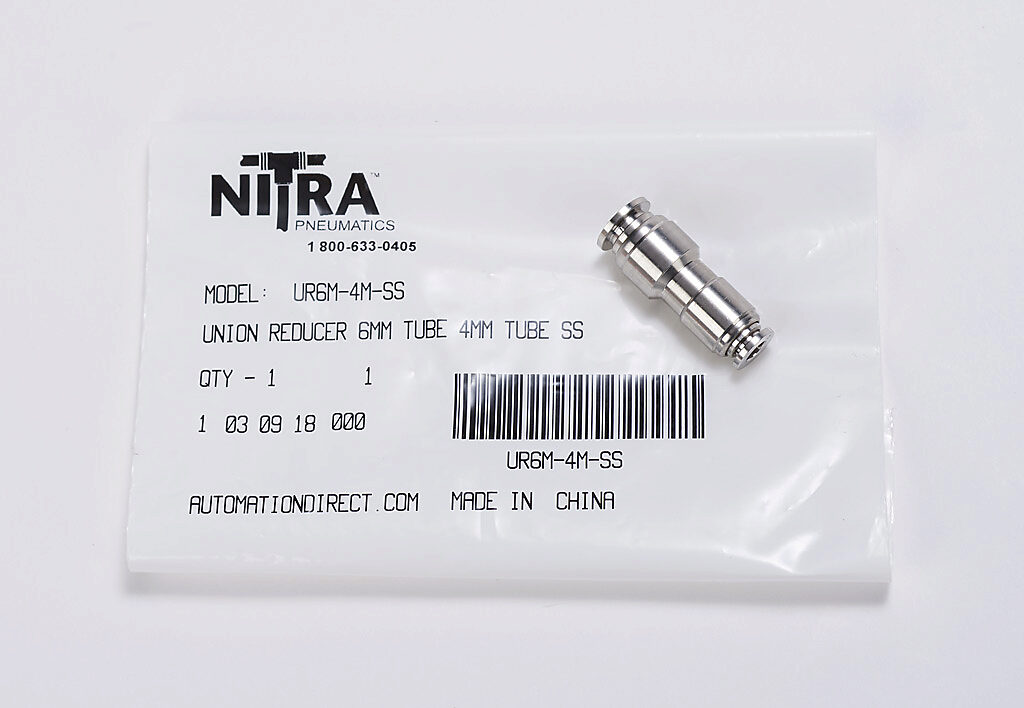 NITRA™
PNEUMATICS
1 800-633-0405
MODEL: UR6M-4M-SS
UNION REDUCER 6MM TUBE 4MM TUBE SS
QTY - 1 1
1 03 09 18 000
UR6M-4M-SS
AUTOMATIONDIRECT.COM MADE IN CHINA